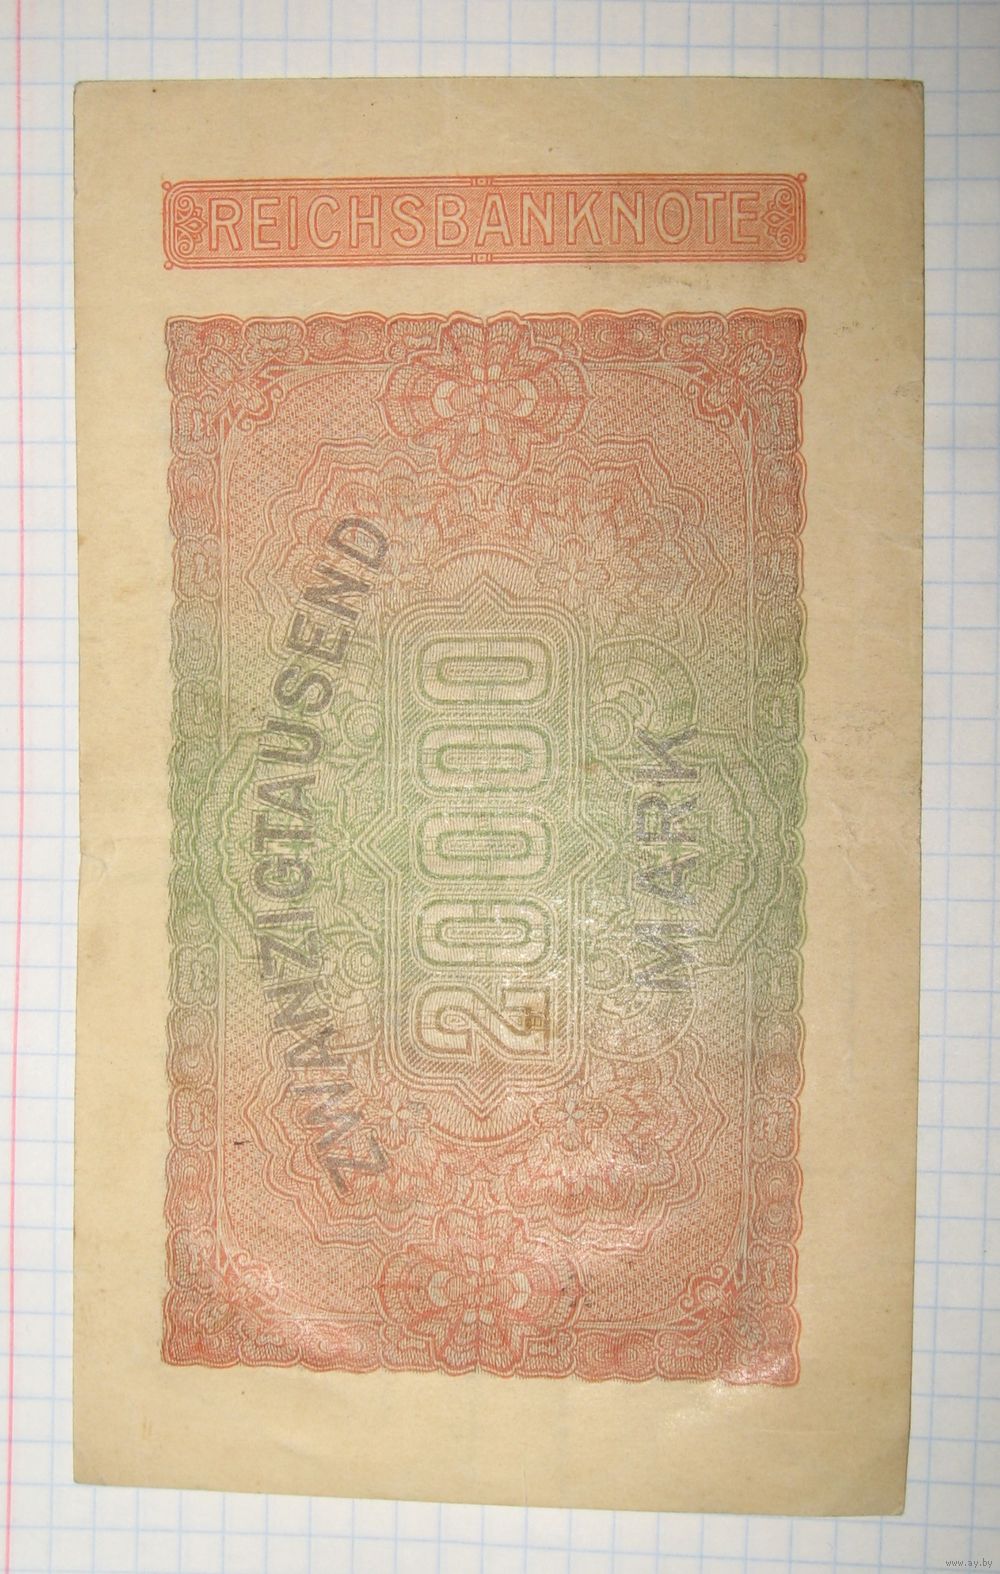 REICHSBANKNOTE
ZWANZIGTAUSEND
20000
MARK
www.ay.by